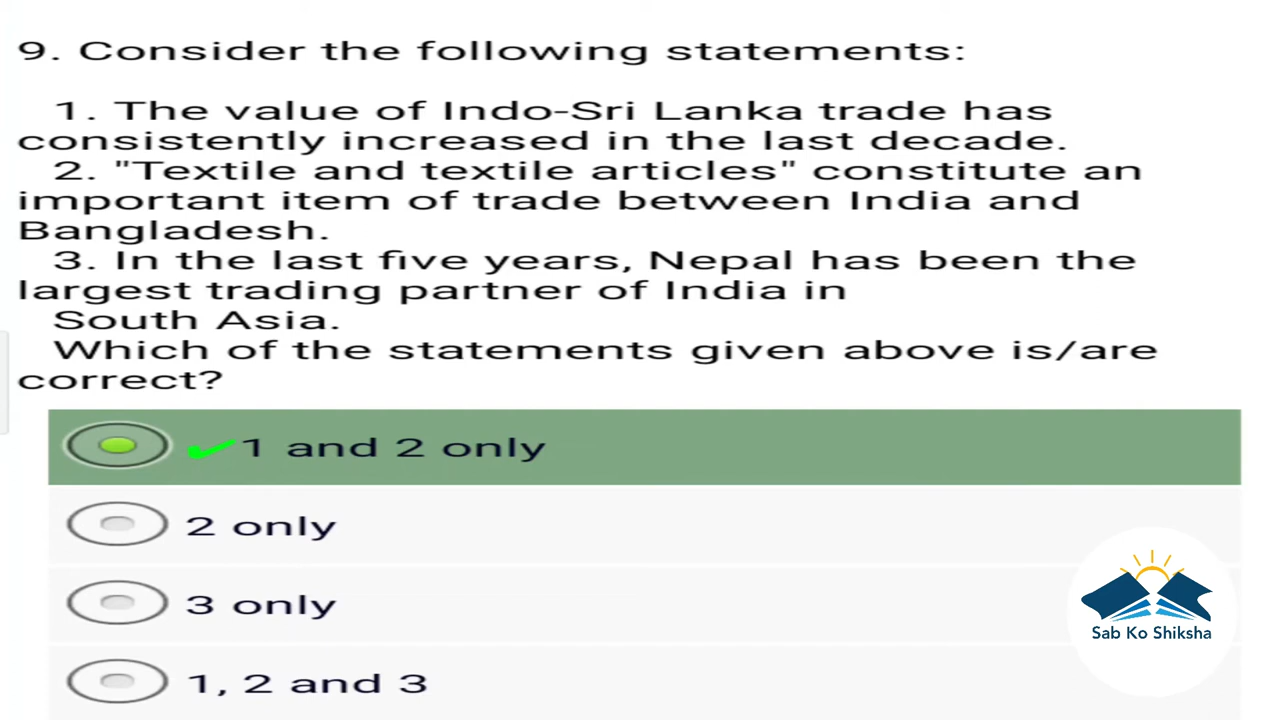 9. Consider the following statements:
1. The value of Indo-Sri Lanka trade has
consistently increased in the last decade.
2. "Textile and textile articles" constitute an
important item of trade between India and
Bangladesh.
3. In the last five years, Nepal has been the
largest trading partner of India in
South Asia.
Which of the statements given above is/are
correct?
✔1 and 2 only
2 only
3 only
1, 2 and 3
Sab Ko Shiksha